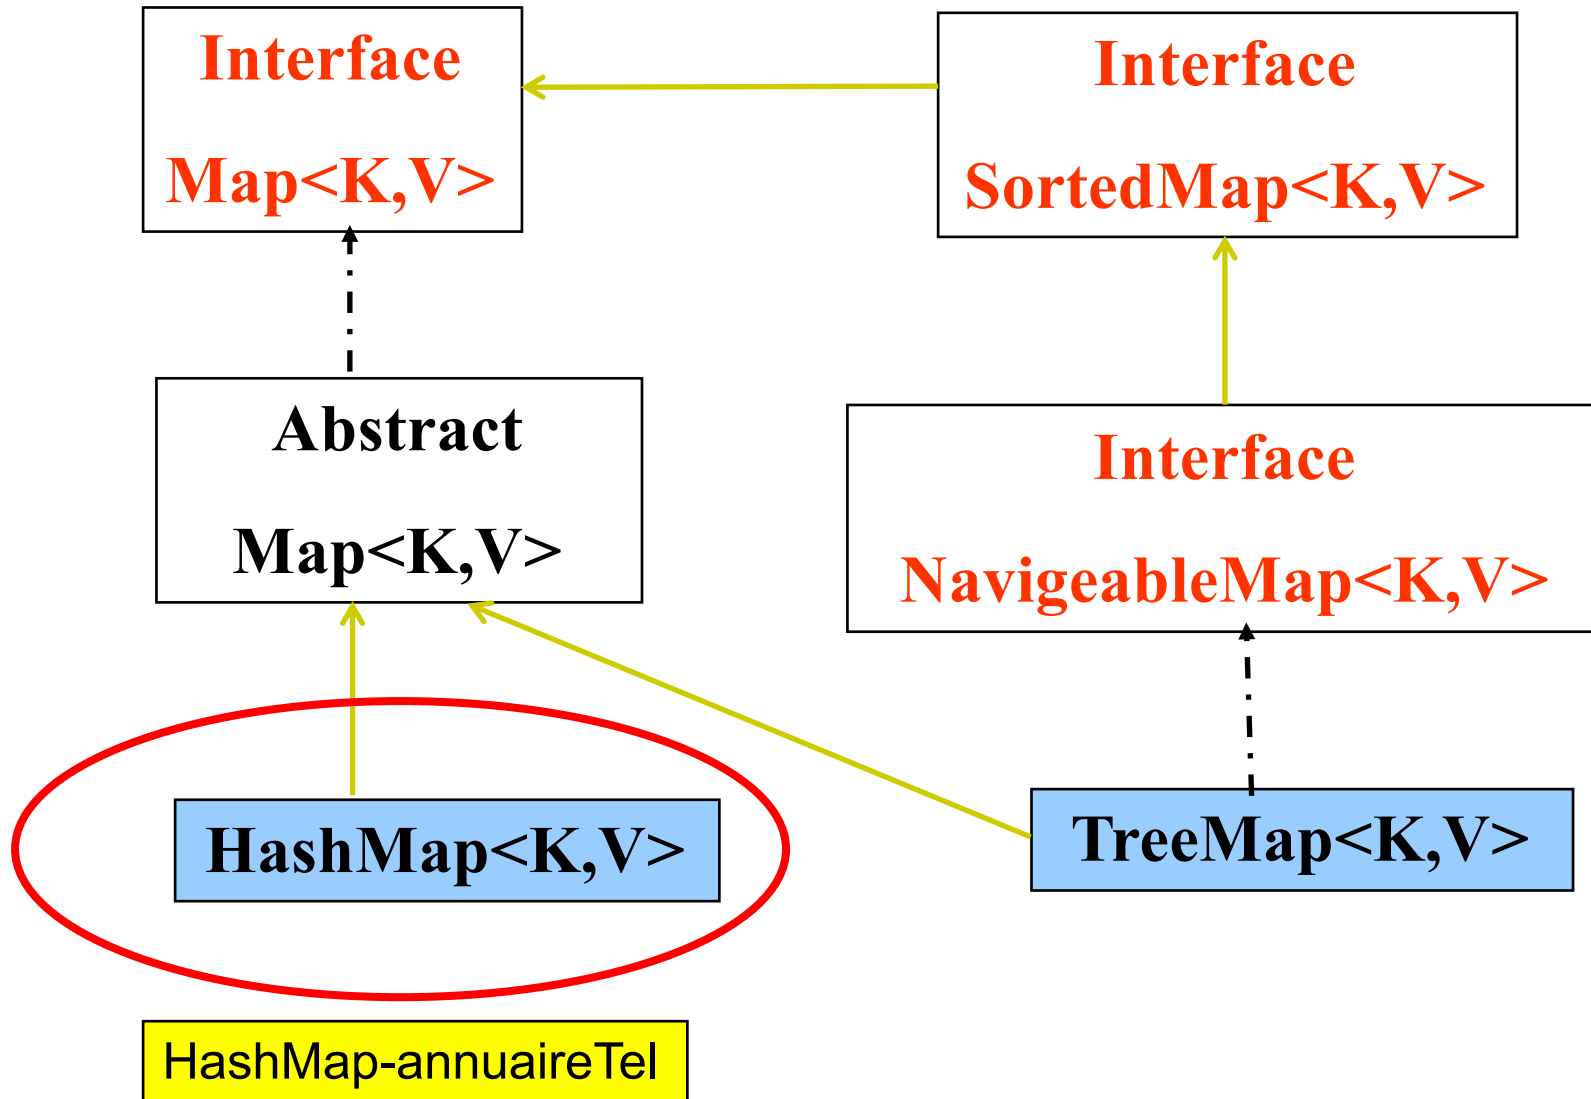 Interface
Map<K,V>
Interface
SortedMap<K,V>
Abstract
Map<K,V>
Interface
NavigeableMap<K,V>
HashMap<K,V>
TreeMap<K,V>
HashMap-annuaireTel